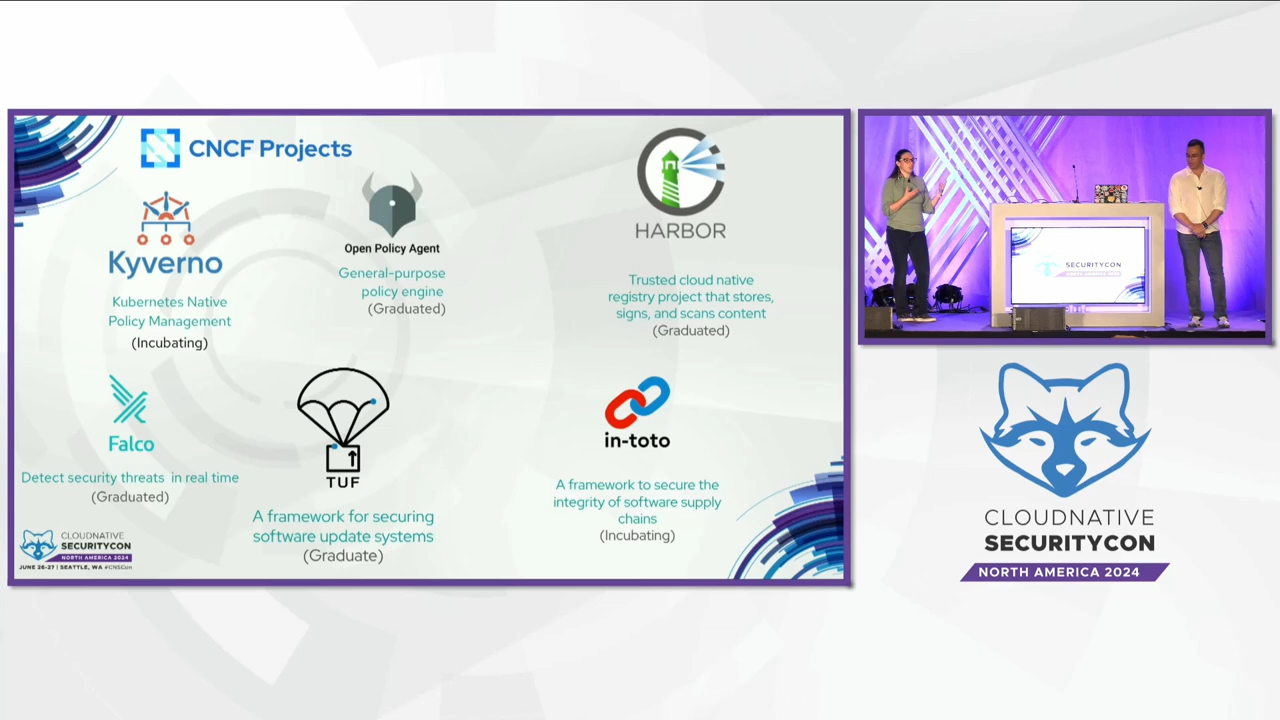 CNCF Projects
Kyverno
Kubernetes Native
Policy Management
(Incubating)
Open Policy Agent
General-purpose
policy engine
(Graduated)
HARBOR
Trusted cloud native
registry project that stores,
signs, and scans content
(Graduated)
Falco
Detect security threats in real time
(Graduated)
TUF
A framework for securing
software update systems
(Graduate)
in-toto
A framework to secure the
integrity of software supply
chains
(Incubating)
CLOUDNATIVE
SECURITYCON
NORTH AMERICA 2024
JUNE 26-27 | SEATTLE, WA #CNSCon
SECURITYCON
CLOUDNATIVE
SECURITYCON
NORTH AMERICA 2024